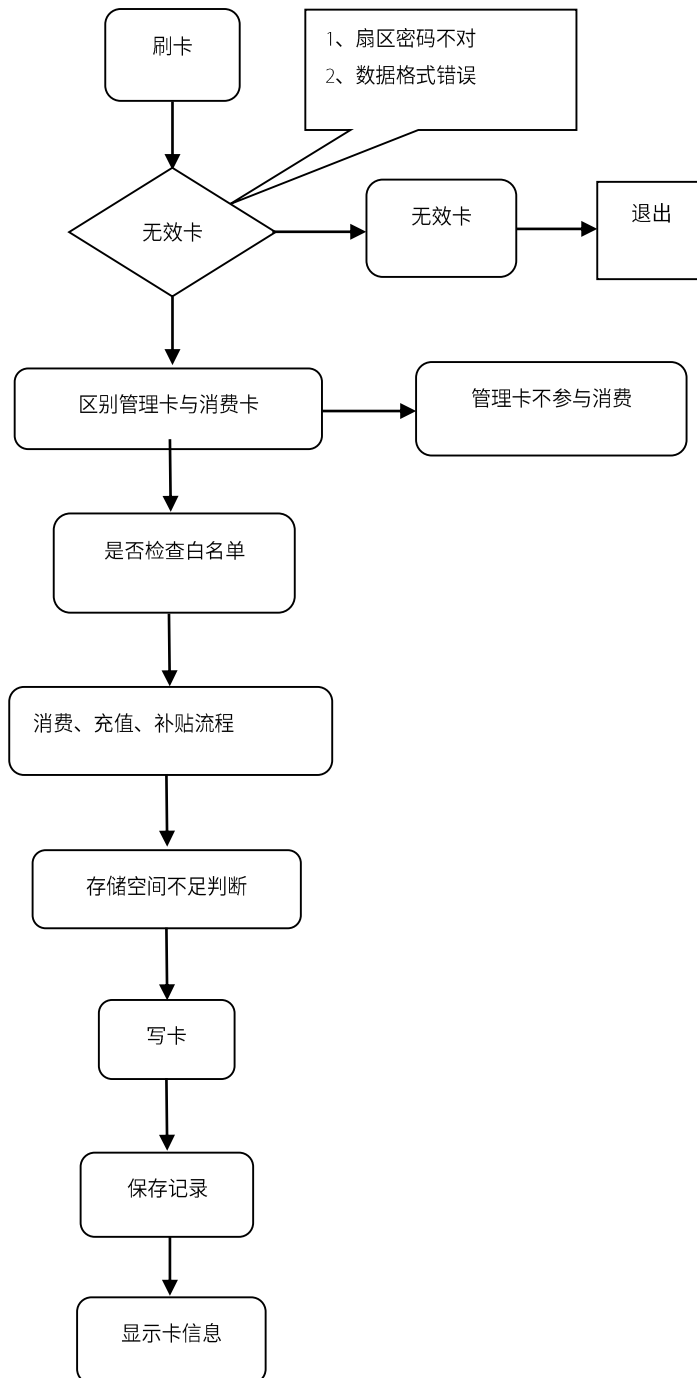 刷卡
1、扇区密码不对
2、数据格式错误
无效卡
无效卡
退出
区别管理卡与消费卡
管理卡不参与消费
是否检查白名单
消费、充值、补贴流程
存储空间不足判断
写卡
保存记录
显示卡信息